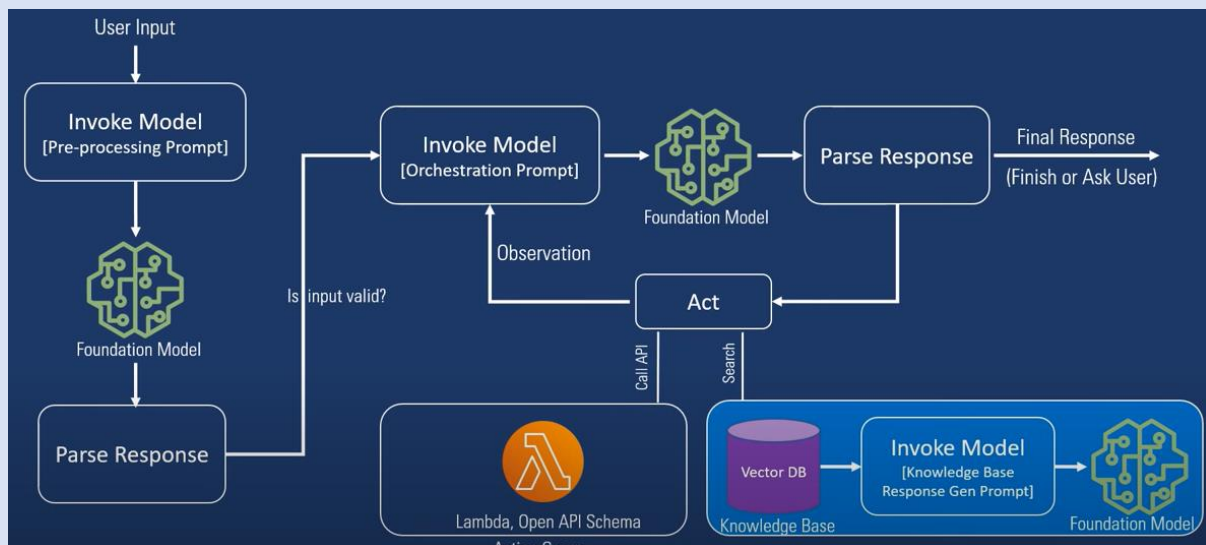 User Input
Invoke Model
[Pre-processing Prompt]
Foundation Model
Parse Response
Is input valid?
Invoke Model
[Orchestration Prompt]
Foundation Model
Parse Response
Final Response
(Finish or Ask User)
Observation
Act
Call API
Search
Lambda, Open API Schema
Vector DB
Knowledge Base
Invoke Model
[Knowledge Base
Response Gen Prompt]
Foundation Model